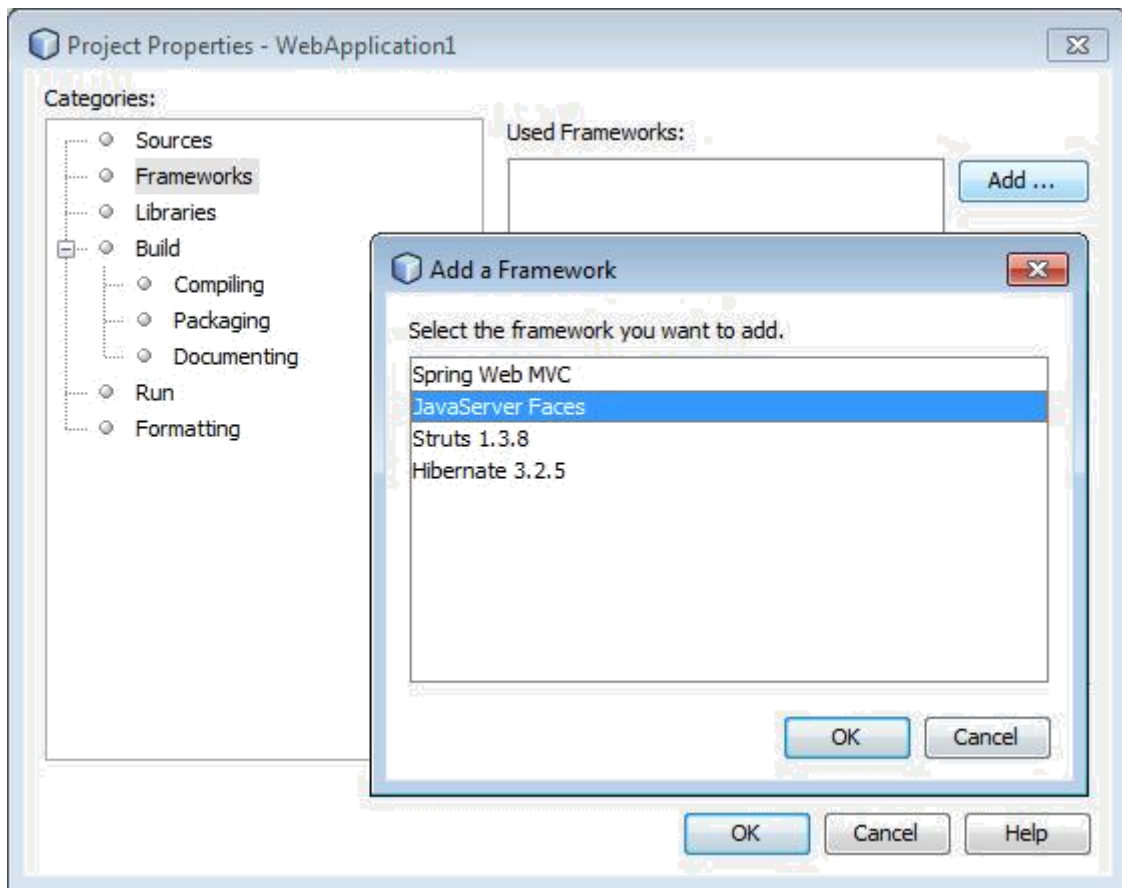 Project Properties - WebApplication1
Categories:
Sources
Frameworks
Libraries
Build
Compiling
Packaging
Documenting
Run
Formatting
Used Frameworks:
Add ...
Add a Framework
Select the framework you want to add.
Spring Web MVC
JavaServer Faces
Struts 1.3.8
Hibernate 3.2.5
OK Cancel
OK Cancel Help